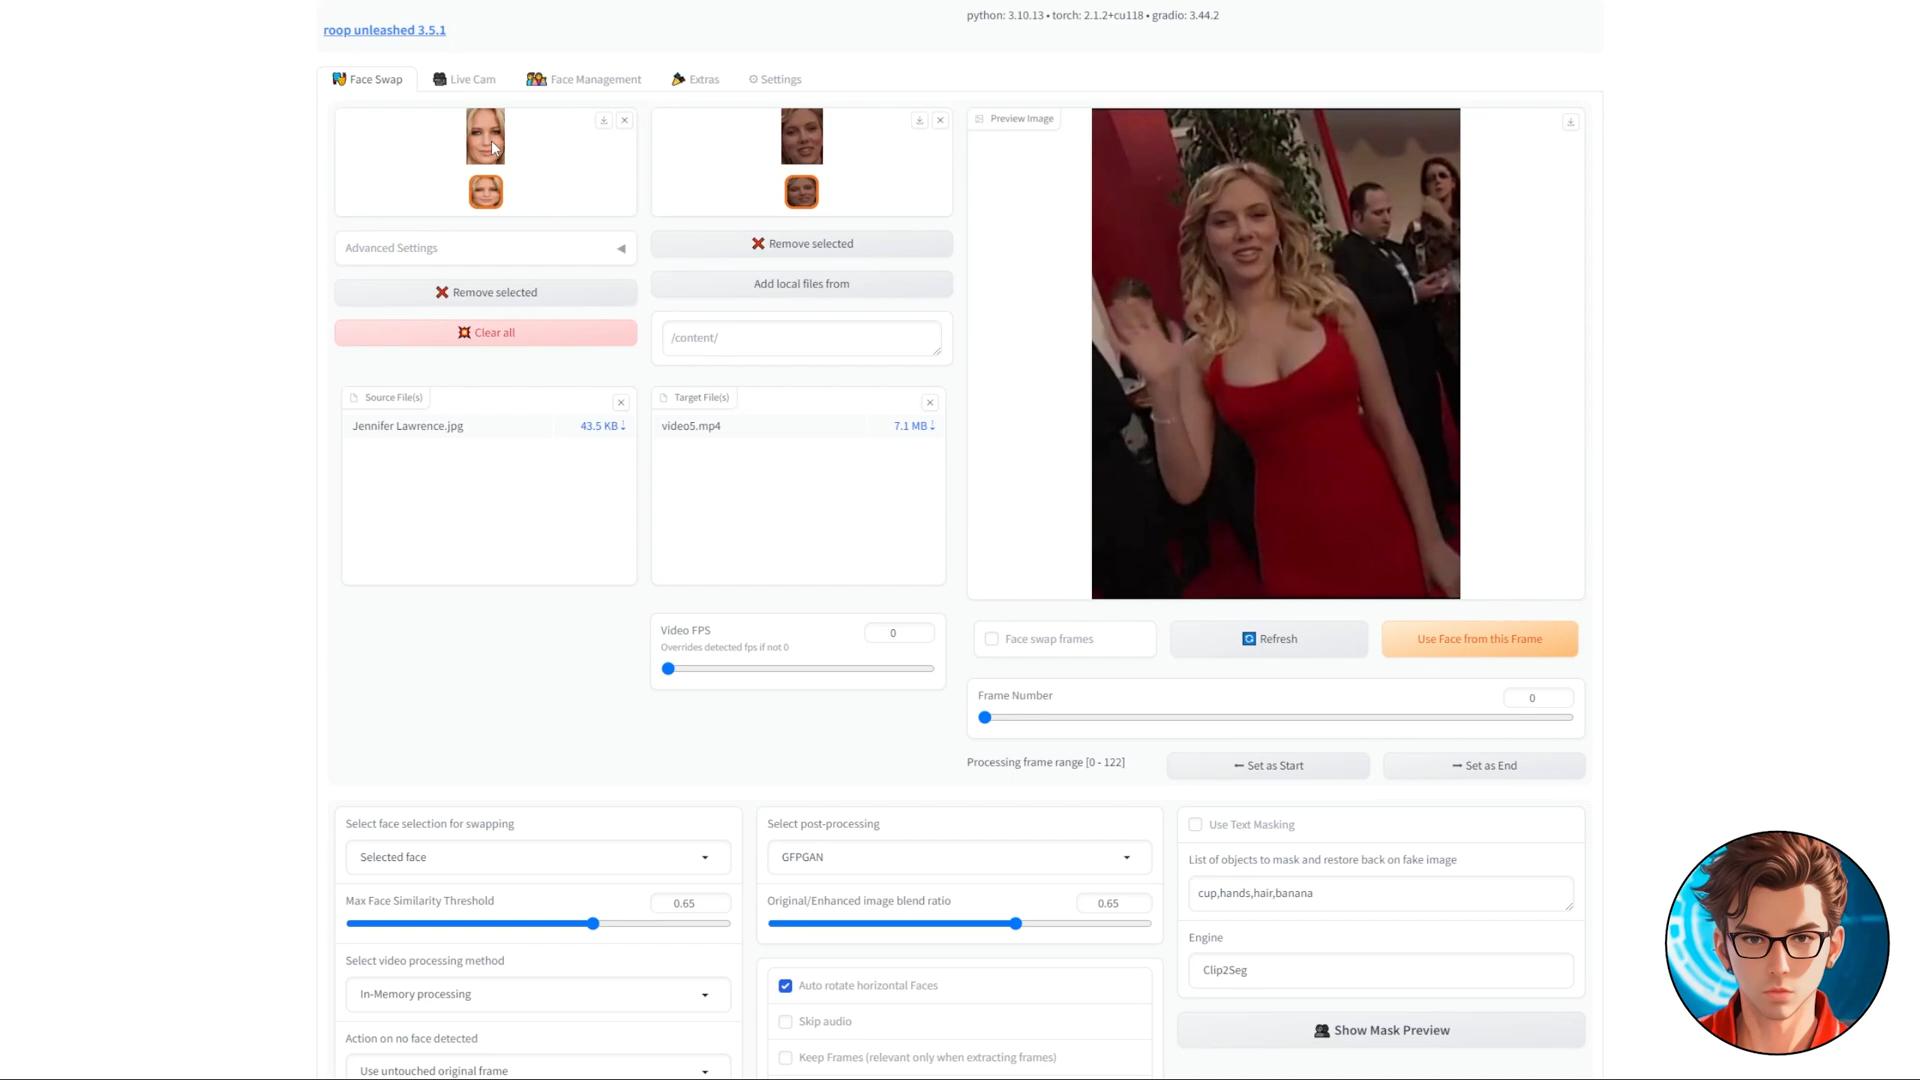 python: 3.10.13 • torch: 2.1.2+cu118 • gradio: 3.44.2
roop unleashed 3.5.1
Face Swap
Live Cam
Face Management
Extras
Settings
Preview Image
Advanced Settings
Remove selected
Clear all
Remove selected
Add local files from
/content/
Source File(s)
Jennifer Lawrence.jpg 43.5 KB
Target File(s)
video5.mp4 7.1 MB
Video FPS 0
Overrides detected fps if not 0
Face swap frames
Refresh
Use Face from this Frame
Frame Number 0
Processing frame range [0 - 122]
Set as Start
Set as End
Select face selection for swapping
Selected face
Max Face Similarity Threshold 0.65
Select video processing method
In-Memory processing
Action on no face detected
Use untouched original frame
Select post-processing
GFPGAN
Original/Enhanced image blend ratio 0.65
Auto rotate horizontal Faces
Skip audio
Keep Frames (relevant only when extracting frames)
Use Text Masking
List of objects to mask and restore back on fake image
cup,hands,hair,banana
Engine
Clip2Seg
Show Mask Preview